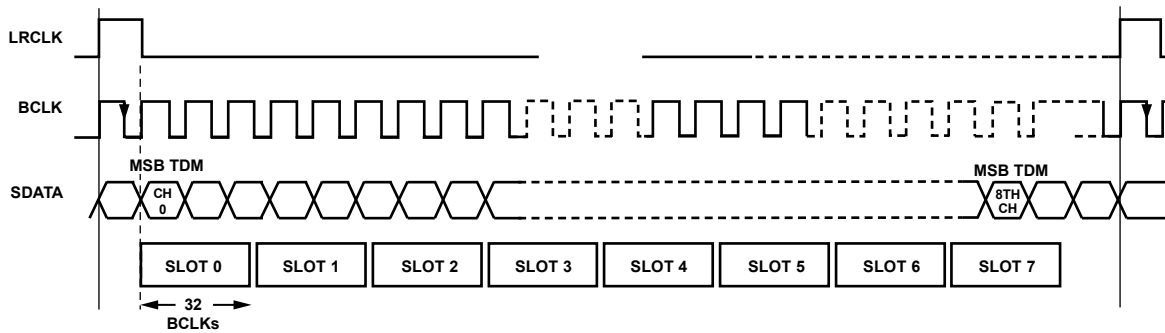 LRCLK
BCLK
MSB TDM
MSB TDM
SDATA
CH
0
8TH
CH
SLOT 0
SLOT 1
SLOT 2
SLOT 3
SLOT 4
SLOT 5
SLOT 6
SLOT 7
32
BCLKs